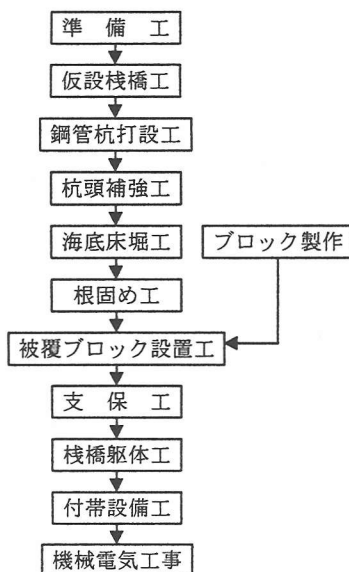 準備工
仮設桟橋工
鋼管杭打設工
杭頭補強工
海底床堀工
ブロック製作
根固め工
被覆ブロック設置工
支保工
桟橋躯体工
付帯設備工
機械電気工事